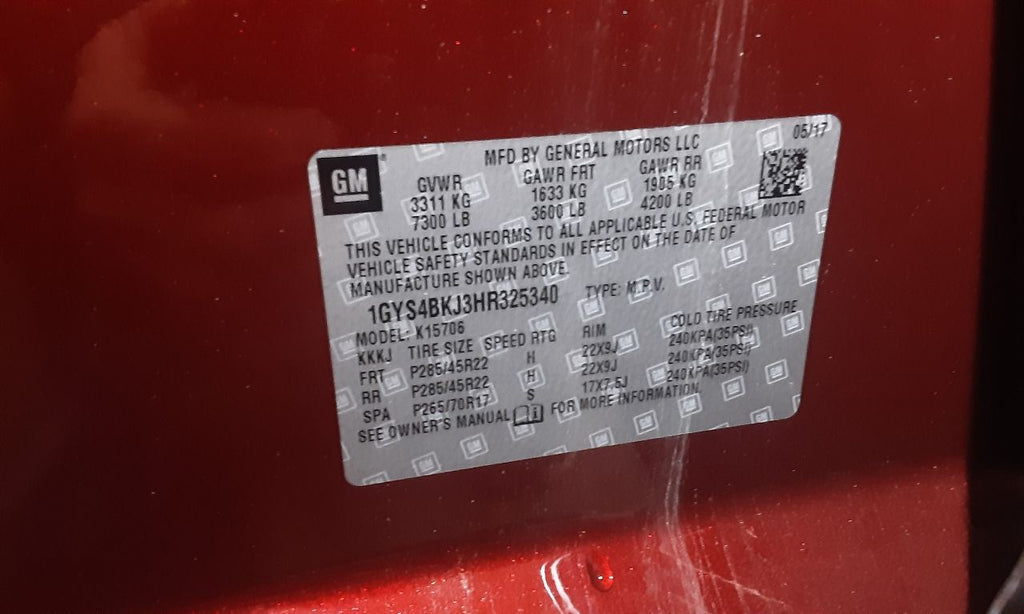 GM
MFD BY GENERAL MOTORS LLC 05/17
GVWR GAWR FRT GAWR RR
3311 KG 1633 KG 1905 KG
7300 LB 3600 LB 4200 LB
THIS VEHICLE CONFORMS TO ALL APPLICABLE U.S. FEDERAL MOTOR
VEHICLE SAFETY STANDARDS IN EFFECT ON THE DATE OF
MANUFACTURE SHOWN ABOVE.
1GYS4BKJ3HR325340 TYPE: M.P.V.
MODEL: K15706
KKKJ TIRE SIZE SPEED RTG RIM COLD TIRE PRESSURE
FRT P285/45R22 H 22X9J 240KPA(35PSI)
RR P285/45R22 H 22X9J 240KPA(35PSI)
SPA P265/70R17 S 17X7.5J 240KPA(35PSI)
SEE OWNER'S MANUAL FOR MORE INFORMATION.